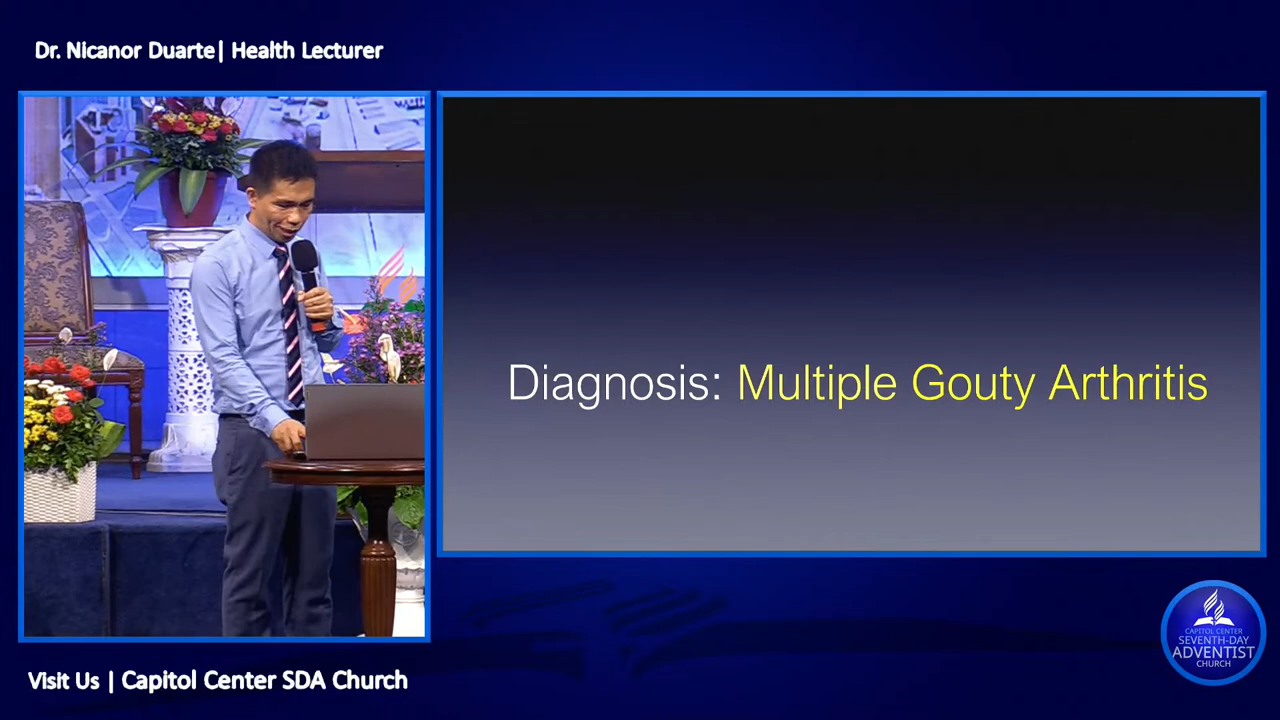 Dr. Nicanor Duarte| Health Lecturer
Diagnosis: Multiple Gouty Arthritis
CAPITOL CENTER
SEVENTH-DAY
ADVENTIST
CHURCH
Visit Us | Capitol Center SDA Church